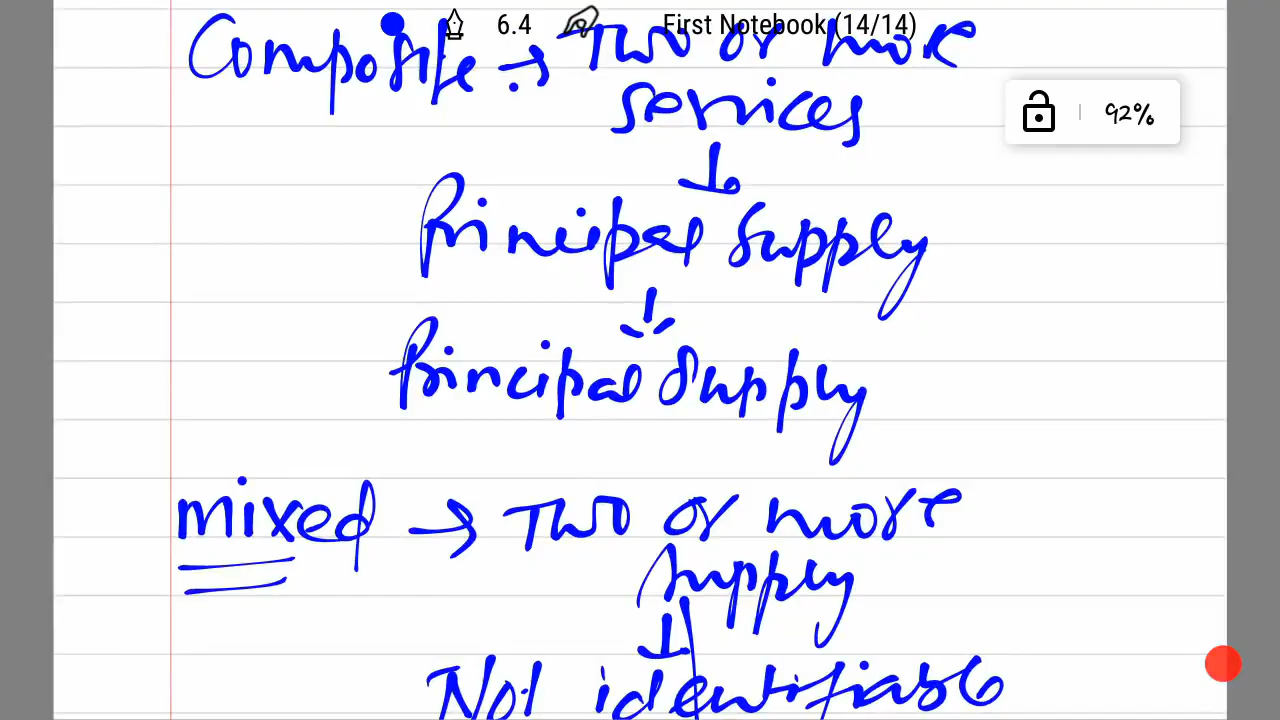 6.4 First Notebook (14/14)
Composite → Two or more
services
92%
Principal Supply
Principal Supply
mixed → Two or more
supply
Not identifiable